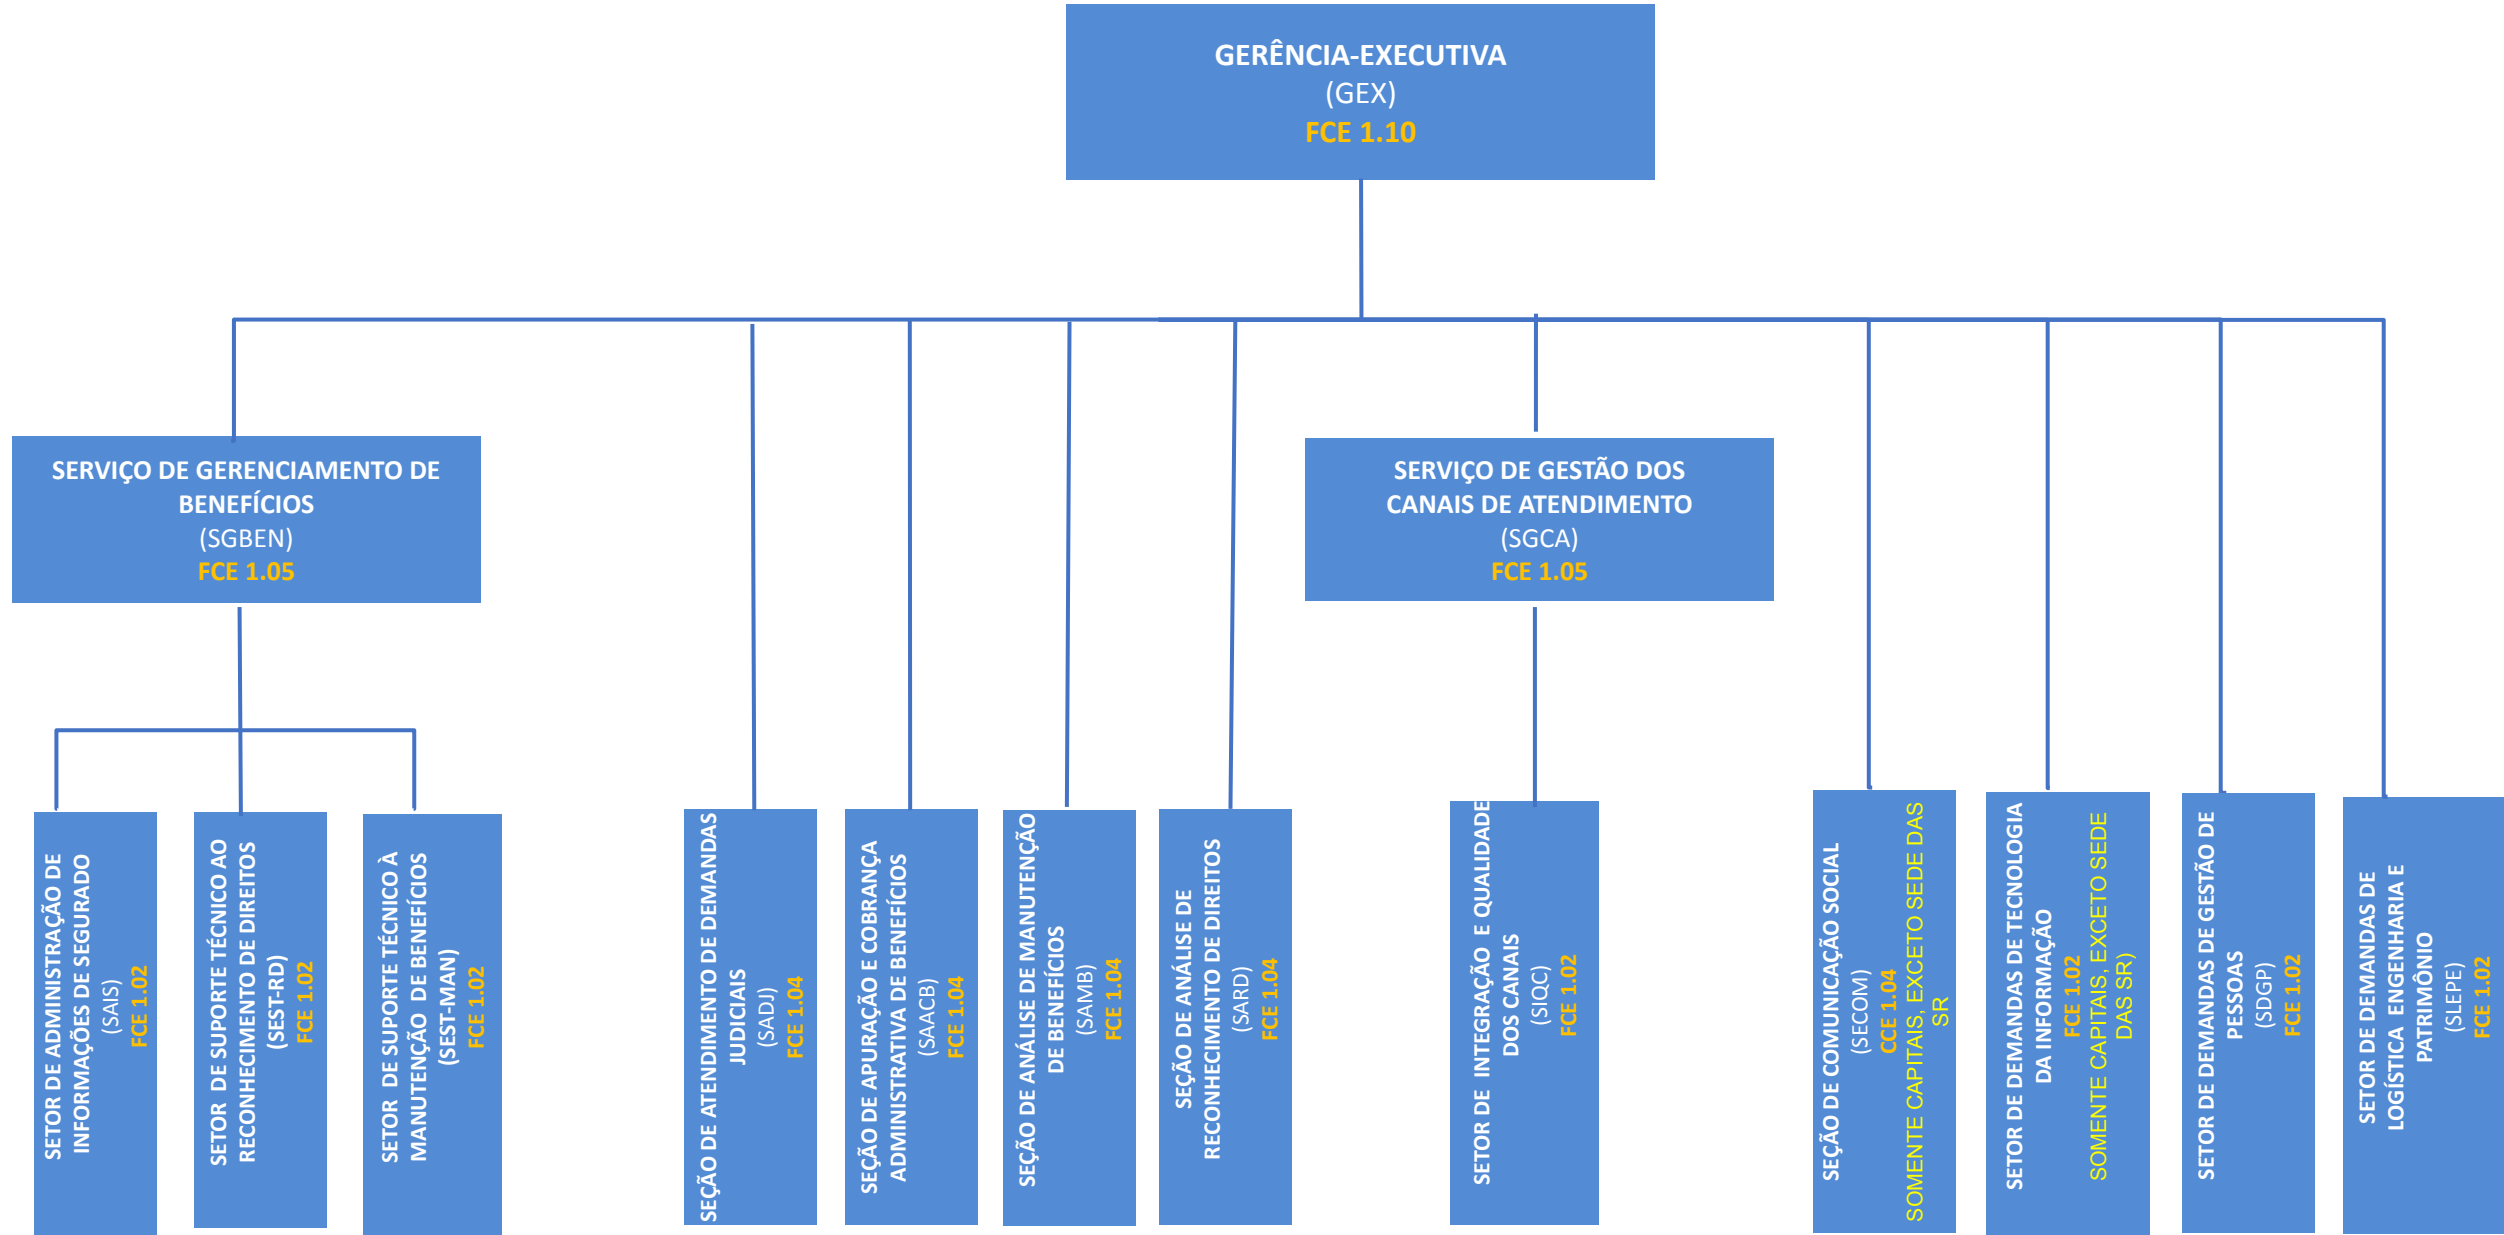 GERÊNCIA-EXECUTIVA
(GEX)
FCE 1.10
SERVIÇO DE GERENCIAMENTO DE
BENEFÍCIOS
(SGBEN)
FCE 1.05
SERVIÇO DE GESTÃO DOS
CANAIS DE ATENDIMENTO
(SGCA)
FCE 1.05
SETOR DE ADMINISTRAÇÃO DE
INFORMAÇÕES DE SEGURADO
(SAIS)
FCE 1.02
SETOR DE SUPORTE TÉCNICO AO
RECONHECIMENTO DE DIREITOS
(SEST-RD)
FCE 1.02
SETOR DE SUPORTE TÉCNICO À
MANUTENÇÃO DE BENEFÍCIOS
(SEST-MAN)
FCE 1.02
SEÇÃO DE ATENDIMENTO DE DEMANDAS
JUDICIAIS
(SADJ)
FCE 1.04
SEÇÃO DE APURAÇÃO E COBRANÇA
ADMINISTRATIVA DE BENEFÍCIOS
(SAACB)
FCE 1.04
SEÇÃO DE ANÁLISE DE MANUTENÇÃO
DE BENEFÍCIOS
(SAMB)
FCE 1.04
SEÇÃO DE ANÁLISE DE
RECONHECIMENTO DE DIREITOS
(SARD)
FCE 1.04
SETOR DE INTEGRAÇÃO E QUALIDADE
DOS CANAIS
(SIQC)
FCE 1.02
SEÇÃO DE COMUNICAÇÃO SOCIAL
(SECOMI)
CCE 1.04
SOMENTE CAPITAIS, EXCETO SEDE DAS
SR
SETOR DE DEMANDAS DE TECNOLOGIA
DA INFORMAÇÃO
FCE 1.02
SOMENTE CAPITAIS, EXCETO SEDE
DAS SR)
SETOR DE DEMANDAS DE GESTÃO DE
PESSOAS
(SDGP)
FCE 1.02
SETOR DE DEMANDAS DE
LOGÍSTICA ENGENHARIA E
PATRIMÔNIO
(SLEPE)
FCE 1.02